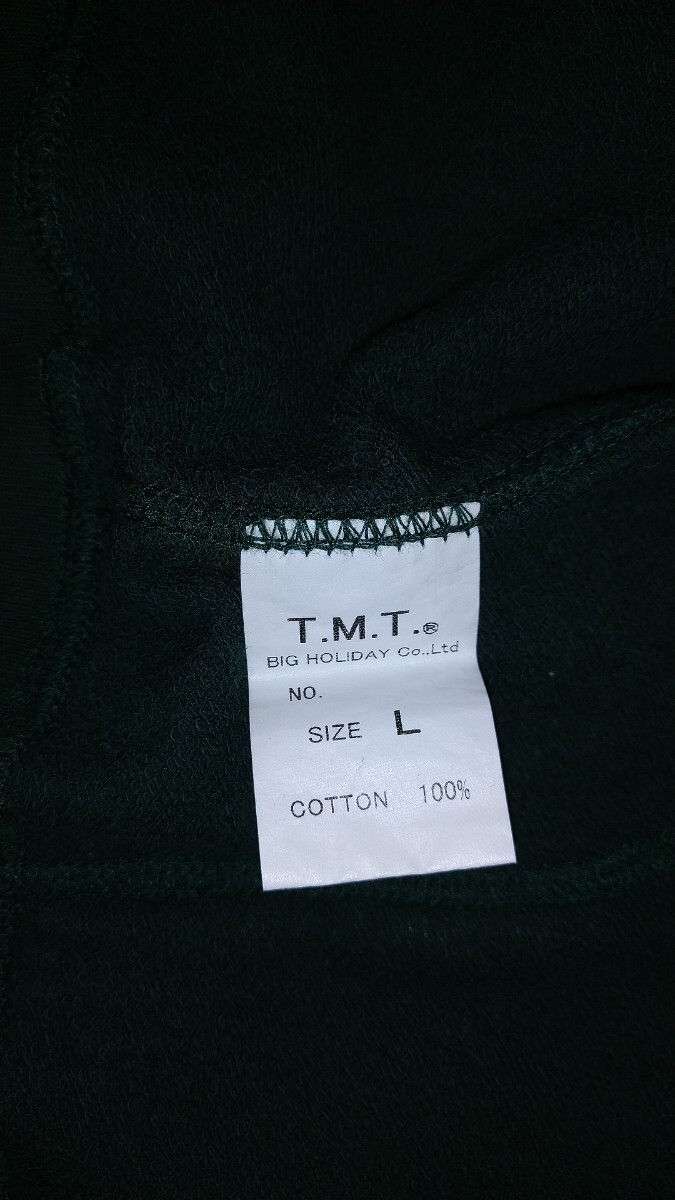 T.M.T.®
BIG HOLIDAY Co.,Ltd
NO.
SIZE L
COTTON 100%